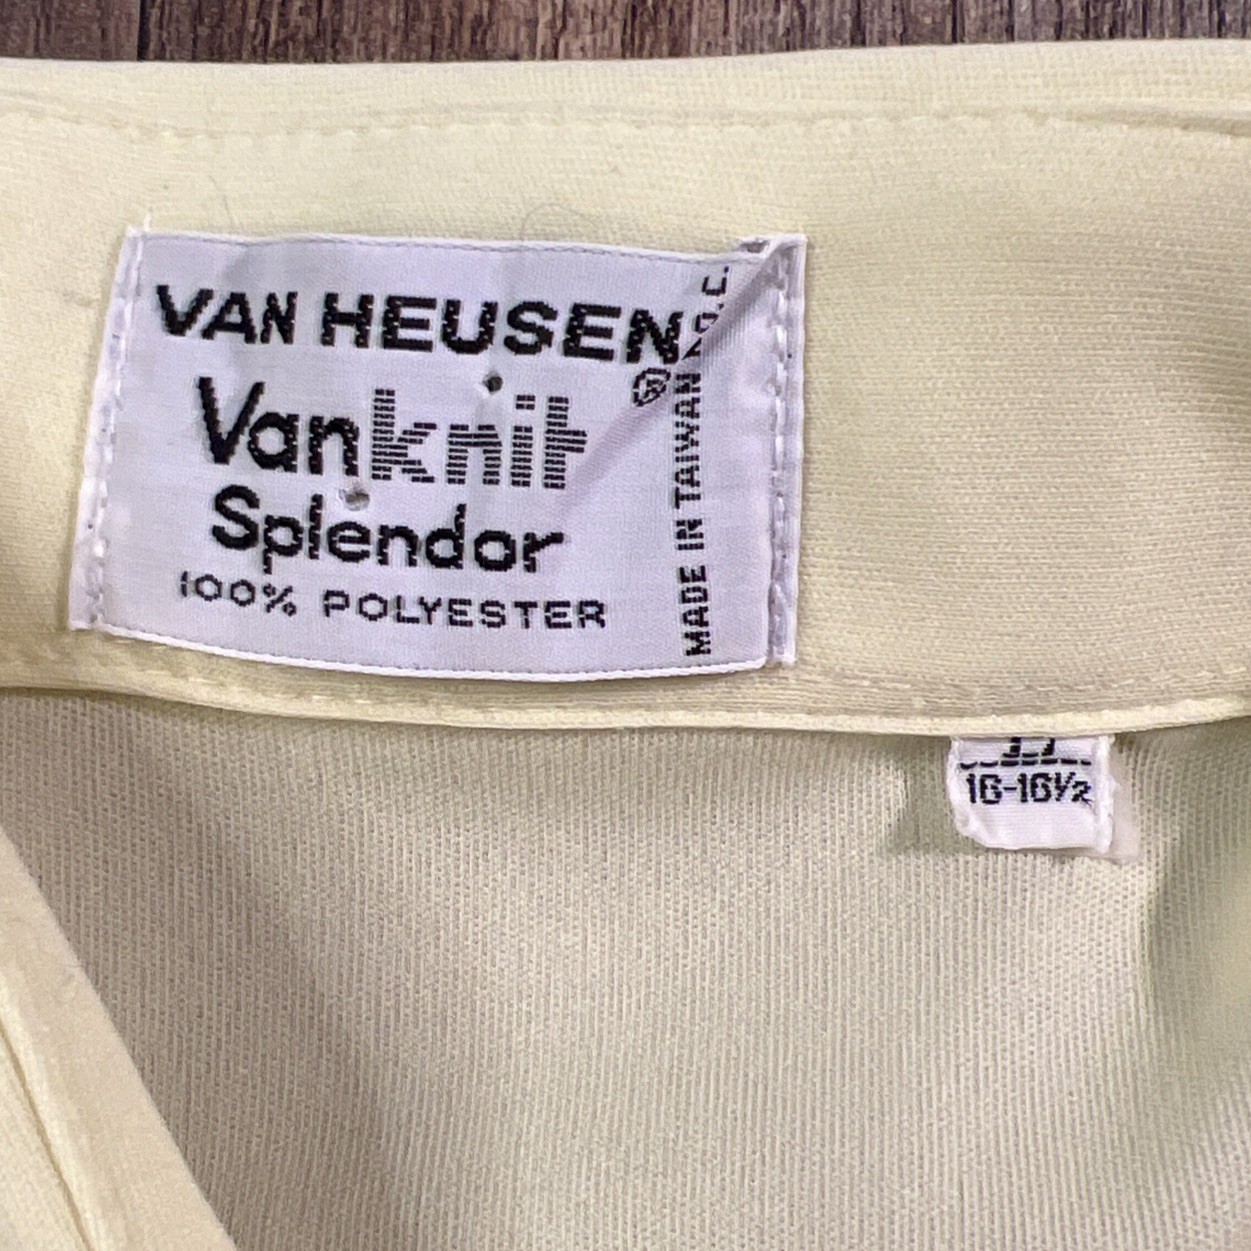 VAN HEUSEN
®
Vanknit
Splendor
100% POLYESTER
MADE IN TAIWAN R.O.C.
16-16½